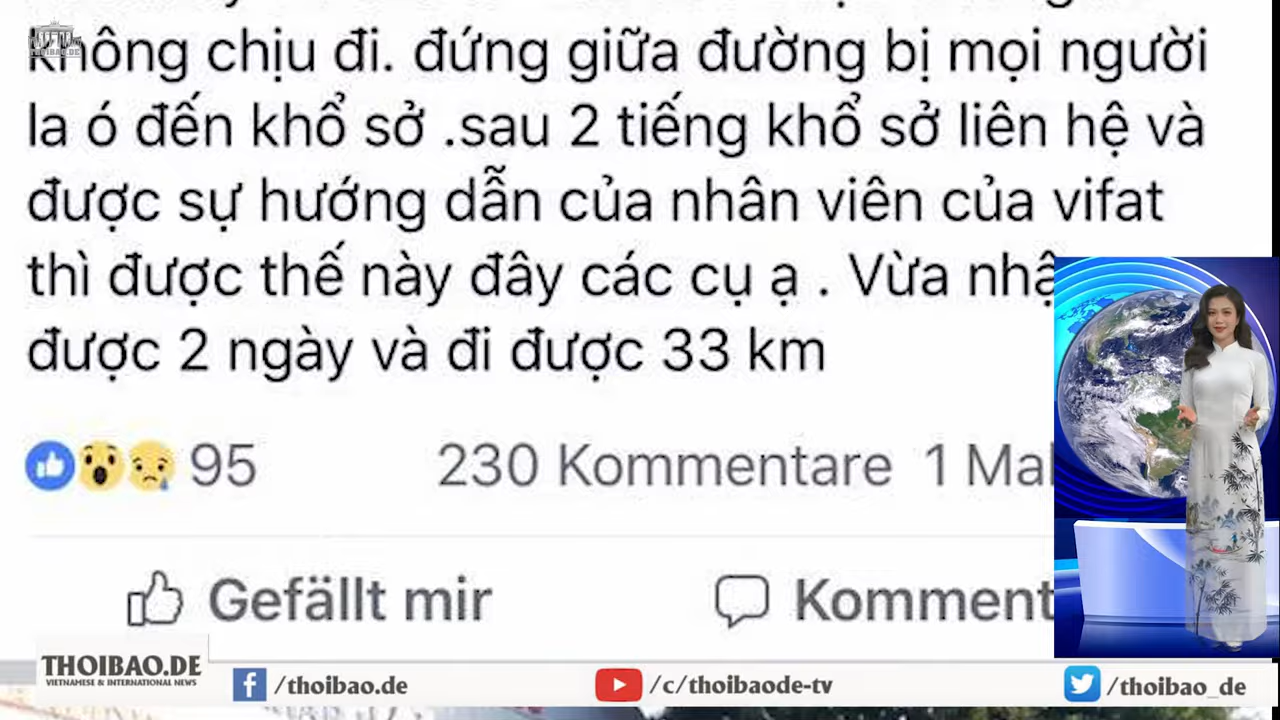 THOIBAO.DE
không chịu đi. đứng giữa đường bị mọi người
la ó đến khổ sở .sau 2 tiếng khổ sở liên hệ và
được sự hướng dẫn của nhân viên của vifat
thì được thế này đây các cụ ạ . Vừa nhậ
được 2 ngày và đi được 33 km
95 230 Kommentare 1 Mal
Gefällt mir Komment
THOIBAO.DE
VIETNAMESE & INTERNATIONAL NEWS
/thoibao.de /c/thoibaode-tv /thoibao_de